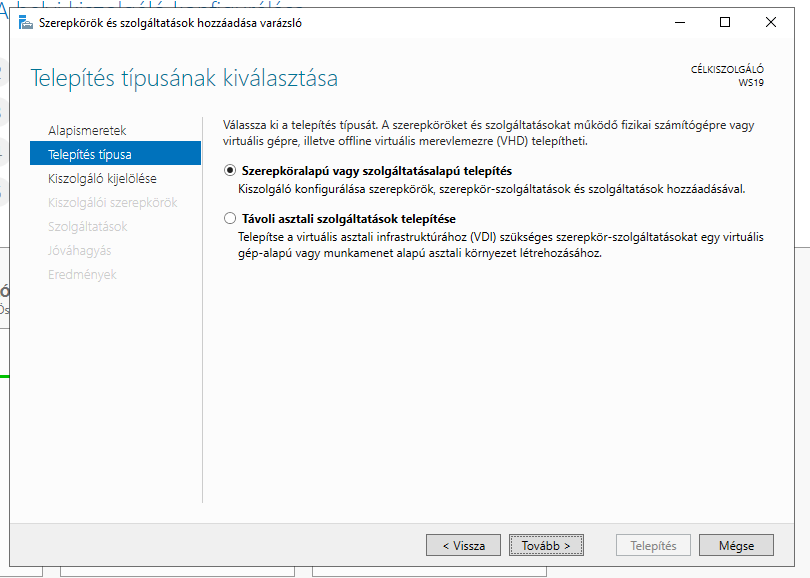 Szerepkörök és szolgáltatások hozzáadása varázsló
Telepítés típusának kiválasztása
CÉLKISZOLGÁLÓ
WS19
Alapismeretek
Telepítés típusa
Kiszolgáló kijelölése
Kiszolgálói szerepkörök
Szolgáltatások
Jóváhagyás
Eredmények
Válassza ki a telepítés típusát. A szerepköröket és szolgáltatásokat működő fizikai számítógépre vagy
virtuális gépre, illetve offline virtuális merevlemezre (VHD) telepítheti.
Szerepköralapú vagy szolgáltatásalapú telepítés
Kiszolgáló konfigurálása szerepkörök, szerepkör-szolgáltatások és szolgáltatások hozzáadásával.
Távoli asztali szolgáltatások telepítése
Telepítse a virtuális asztali infrastruktúrához (VDI) szükséges szerepkör-szolgáltatásokat egy virtuális
gép-alapú vagy munkamenet alapú asztali környezet létrehozásához.
< Vissza
Tovább >
Telepítés
Mégse